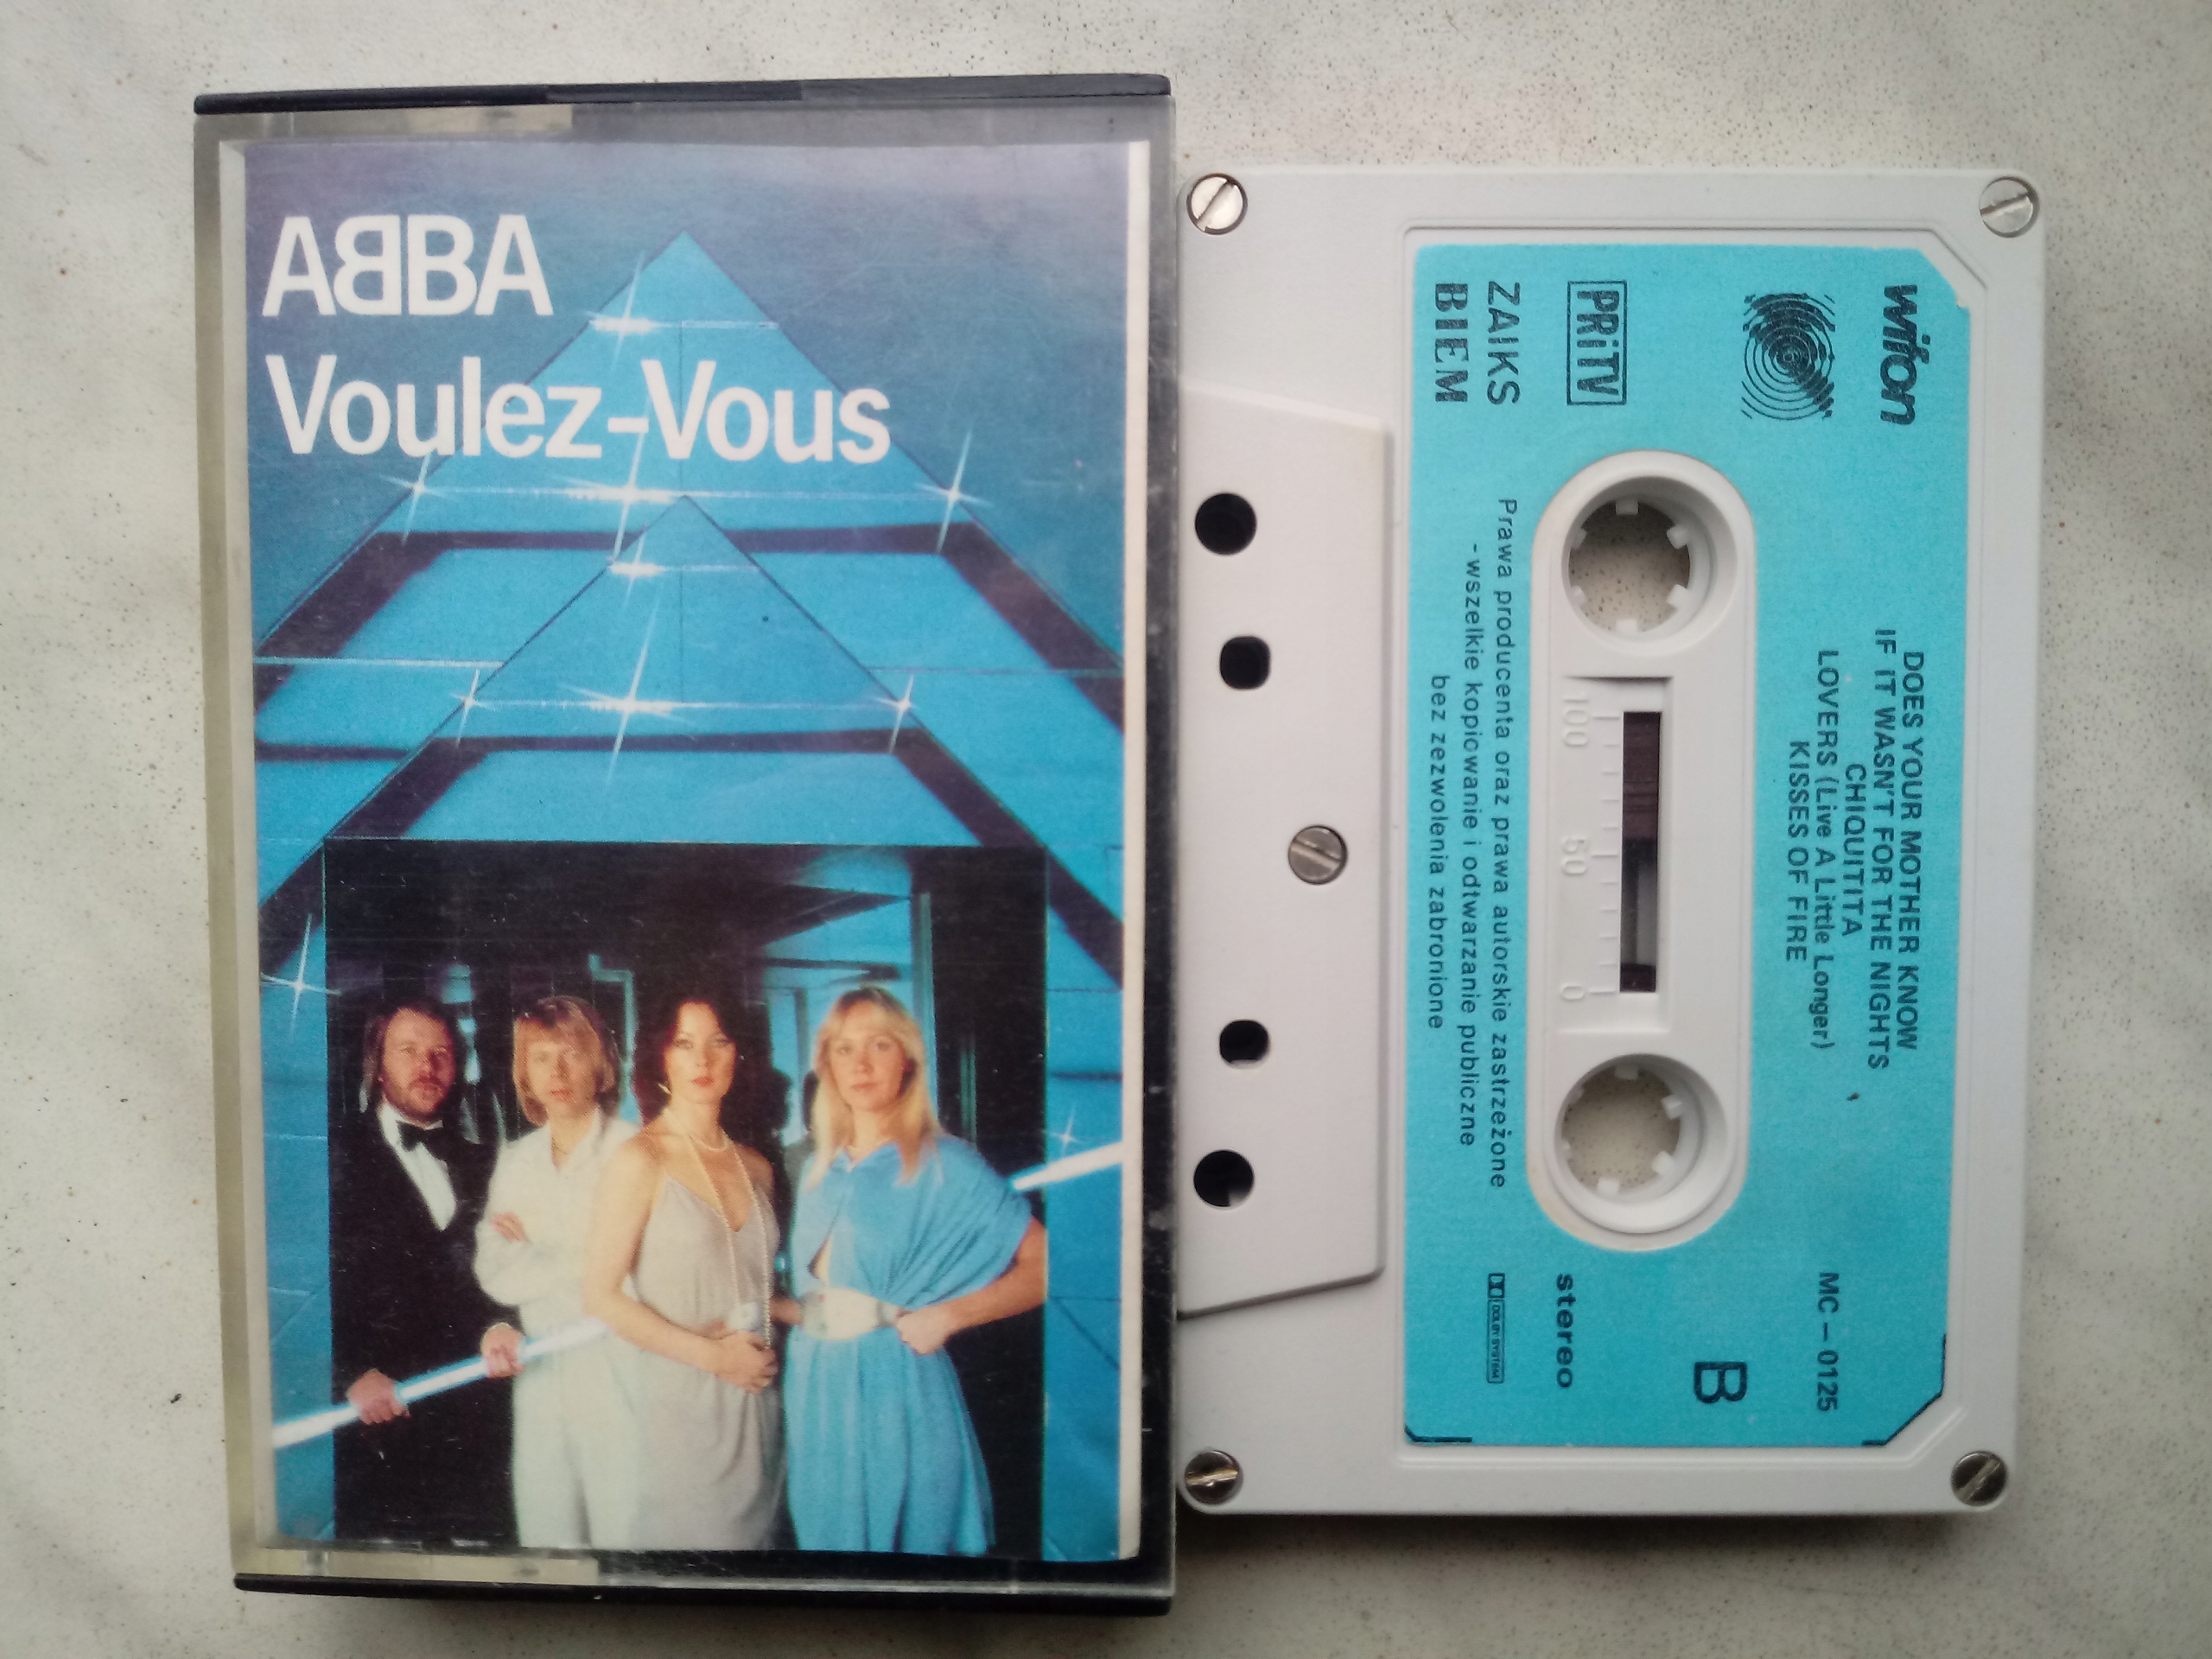 ABBA
Voulez-Vous
wifon
PRiTV
ZAIKS
BIEM
DOES YOUR MOTHER KNOW
IF iT WASN'T FOR THE NIGHTS
CHIQUITITA
LOVERS (Live A Little Longer)
KISSES OF FIRE
MC – 0125
B
100 50 0
stereo
DOLBY SYSTEM
Prawa producenta oraz prawa autorskie zastrzeżone
- wszelkie kopiowanie i odtwarzanie publiczne
bez zezwolenia zabronione